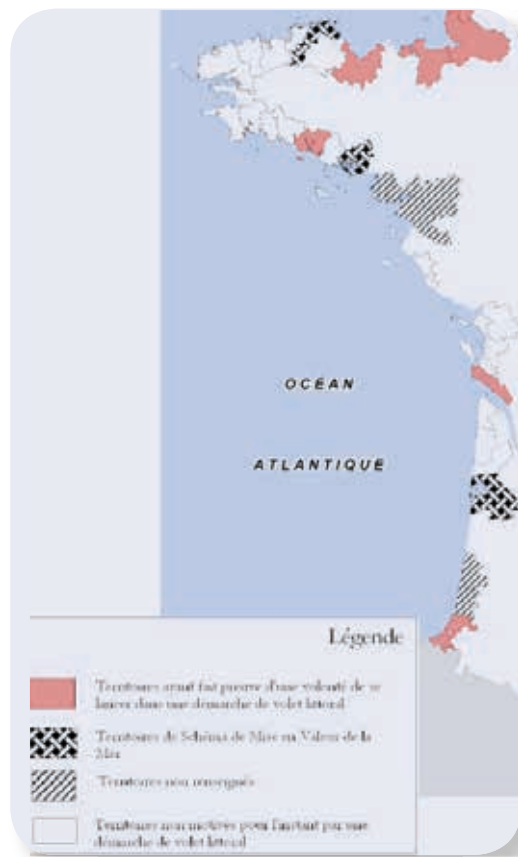 OCÉAN
ATLANTIQUE
Légende
Territoires ayant fait preuve d'une volonté de se
lancer dans une démarche de volet littoral
Territoires de Schéma de Mise en Valeur de la
Mer
Territoires non renseignés
Territoires non motivés pour l'instant par une
démarche de volet littoral